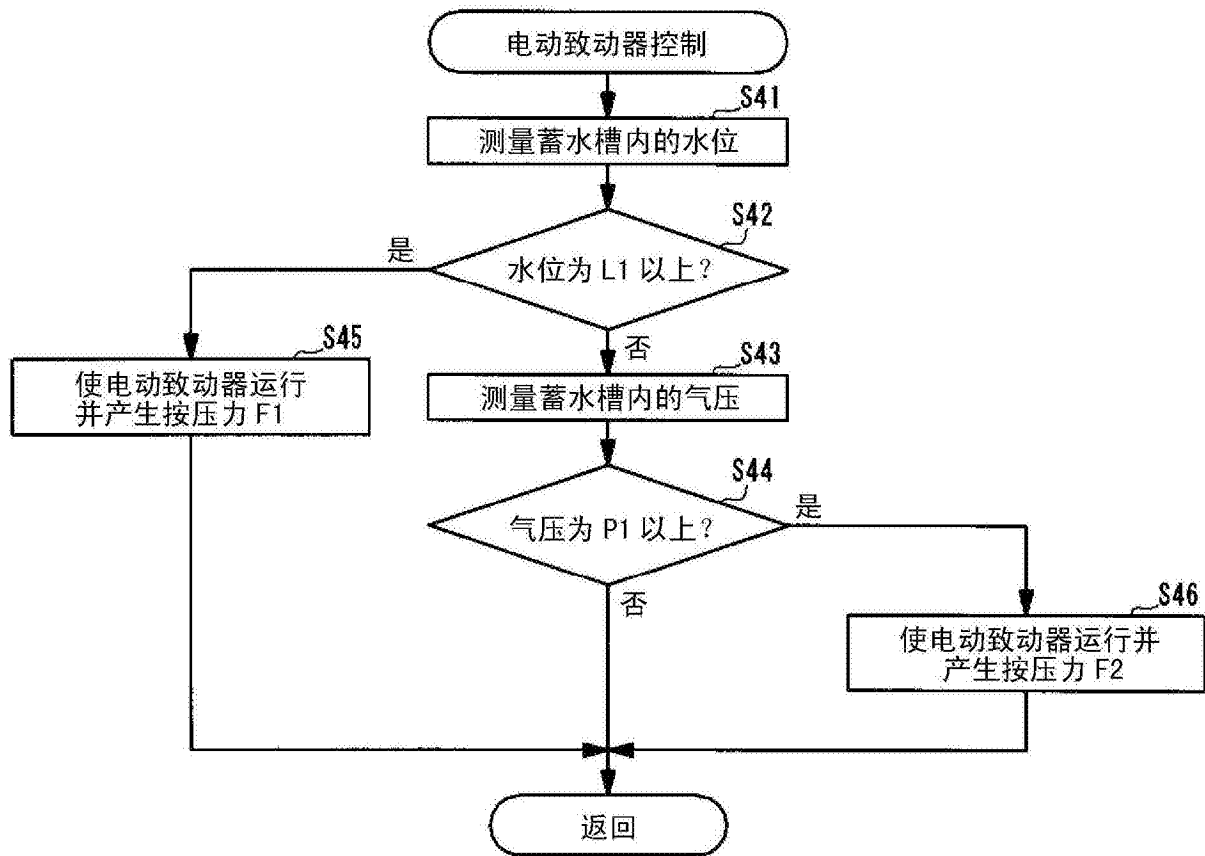 电动致动器控制
S41
测量蓄水槽内的水位
S42
水位为 L1 以上？
是
否
S45
使电动致动器运行
并产生按压力 F1
S43
测量蓄水槽内的气压
S44
气压为 P1 以上？
是
否
S46
使电动致动器运行并
产生按压力 F2
返回